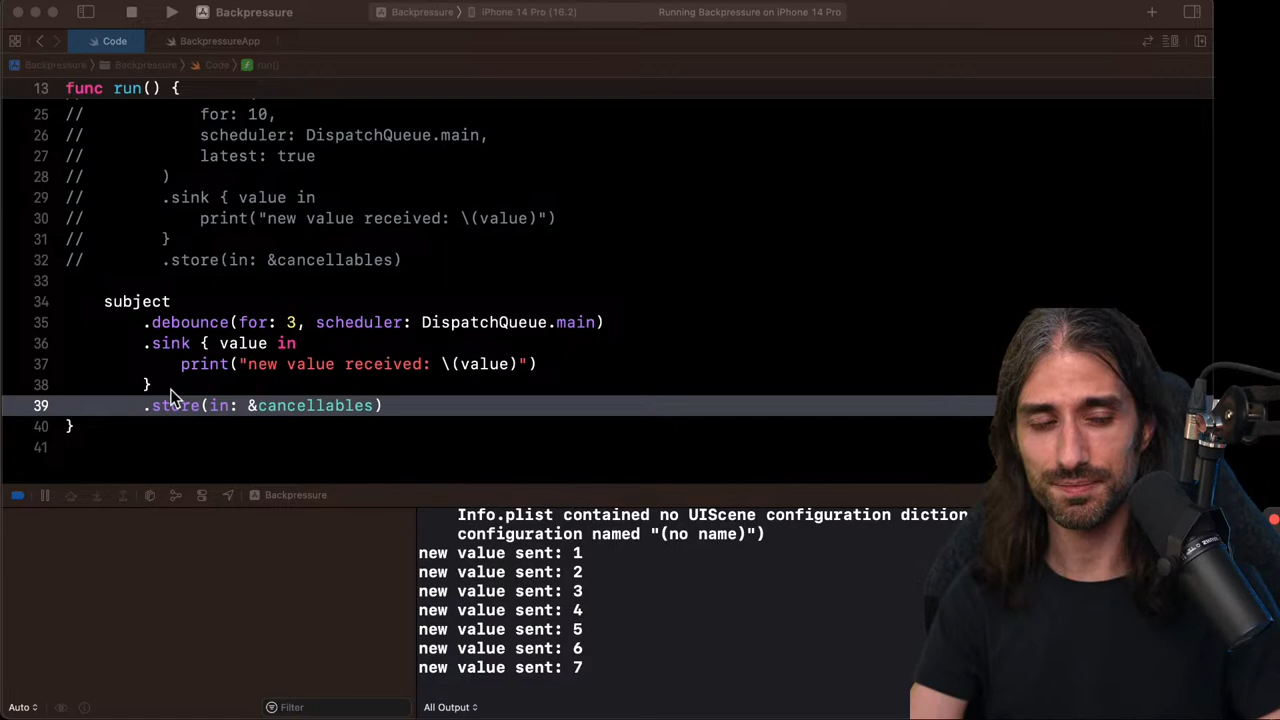 Backpressure
Backpressure
iPhone 14 Pro (16.2)
Running Backpressure on iPhone 14 Pro
Code
BackpressureApp
Backpressure
Backpressure
Code
run()
13 func run() {
25 // for: 10,
26 // scheduler: DispatchQueue.main,
27 // latest: true
28 // )
29 // .sink { value in
30 // print("new value received: \(value)")
31 // }
32 // .store(in: &cancellables)
33
34 subject
35 .debounce(for: 3, scheduler: DispatchQueue.main)
36 .sink { value in
37 print("new value received: \(value)")
38 }
39 .store(in: &cancellables)
40 }
41
Backpressure
Info.plist contained no UIScene configuration diction
configuration named "(no name)")
new value sent: 1
new value sent: 2
new value sent: 3
new value sent: 4
new value sent: 5
new value sent: 6
new value sent: 7
Auto
Filter
All Output